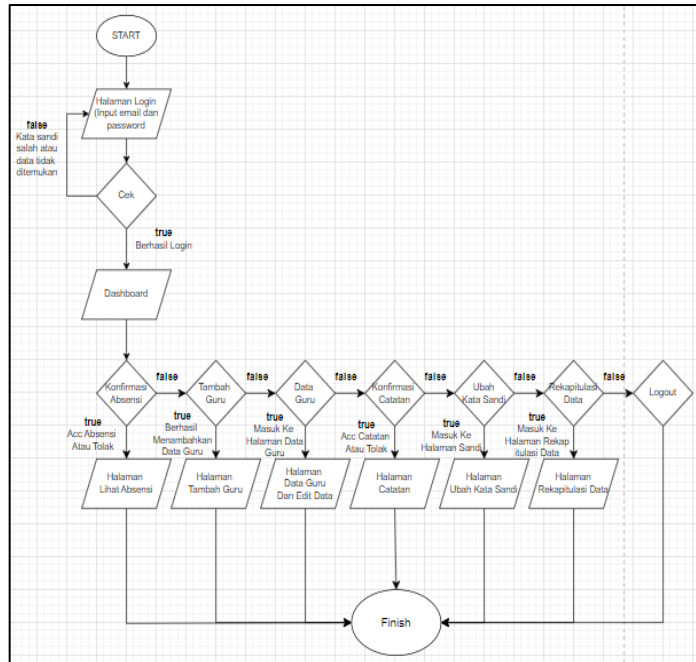 START
Halaman Login
(Input email dan
password
false
Kata sandi
salah atau
data tidak
ditemukan
Cek
true
Berhasil Login
Dashboard
Konfirmasi
Absensi
false
Tambah
Guru
false
Data
Guru
false
Konfirmasi
Catatan
false
Ubah
Kata Sandi
false
Rekapitulasi
Data
false
Logout
true
Acc Absensi
Atau Tolak
true
Berhasil
Menambahkan
Data Guru
true
Masuk Ke
Halaman Data
Guru
true
Acc Catatan
Atau Tolak
true
Masuk Ke
Halaman Sandi
true
Masuk Ke
Halaman Rekap
itulasi Data
Halaman
Lihat Absensi
Halaman
Tambah Guru
Halaman
Data Guru
Dan Edit Data
Halaman
Catatan
Halaman
Ubah Kata Sandi
Halaman
Rekapitulasi Data
Finish